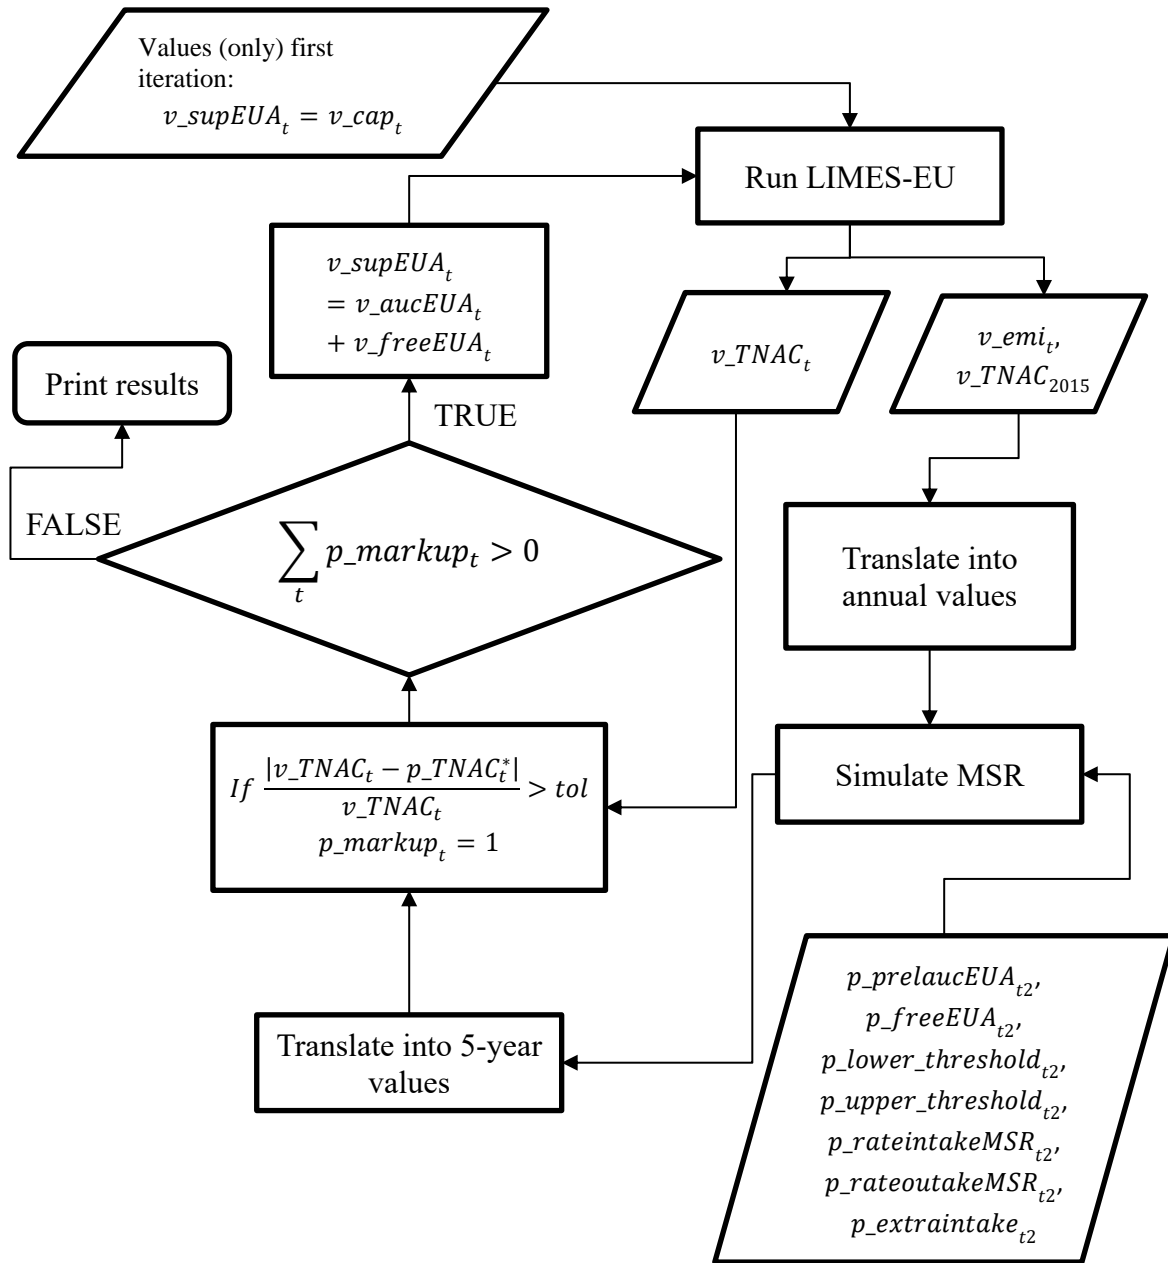 Values (only) first
iteration:
v_supEUA_t = v_cap_t
Run LIMES-EU
v_supEUA_t
= v_aucEUA_t
+ v_freeEUA_t
v_TNAC_t
v_emi_t,
v_TNAC_2015
Print results
TRUE
FALSE
∑_t p_markup_t > 0
Translate into
annual values
If |v_TNAC_t − p_TNAC_t^*| / v_TNAC_t > tol
p_markup_t = 1
Simulate MSR
Translate into 5-year
values
p_prelaucEUA_t2,
p_freeEUA_t2,
p_lower_threshold_t2,
p_upper_threshold_t2,
p_rateintakeMSR_t2,
p_rateoutakeMSR_t2,
p_extraintake_t2